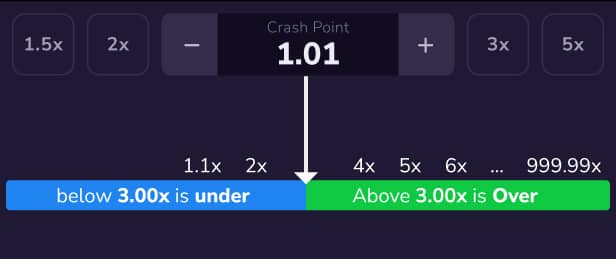 Crash Point
1.5x 2x − 1.01 + 3x 5x
1.1x 2x 4x 5x 6x ... 999.99x
below 3.00x is under Above 3.00x is Over